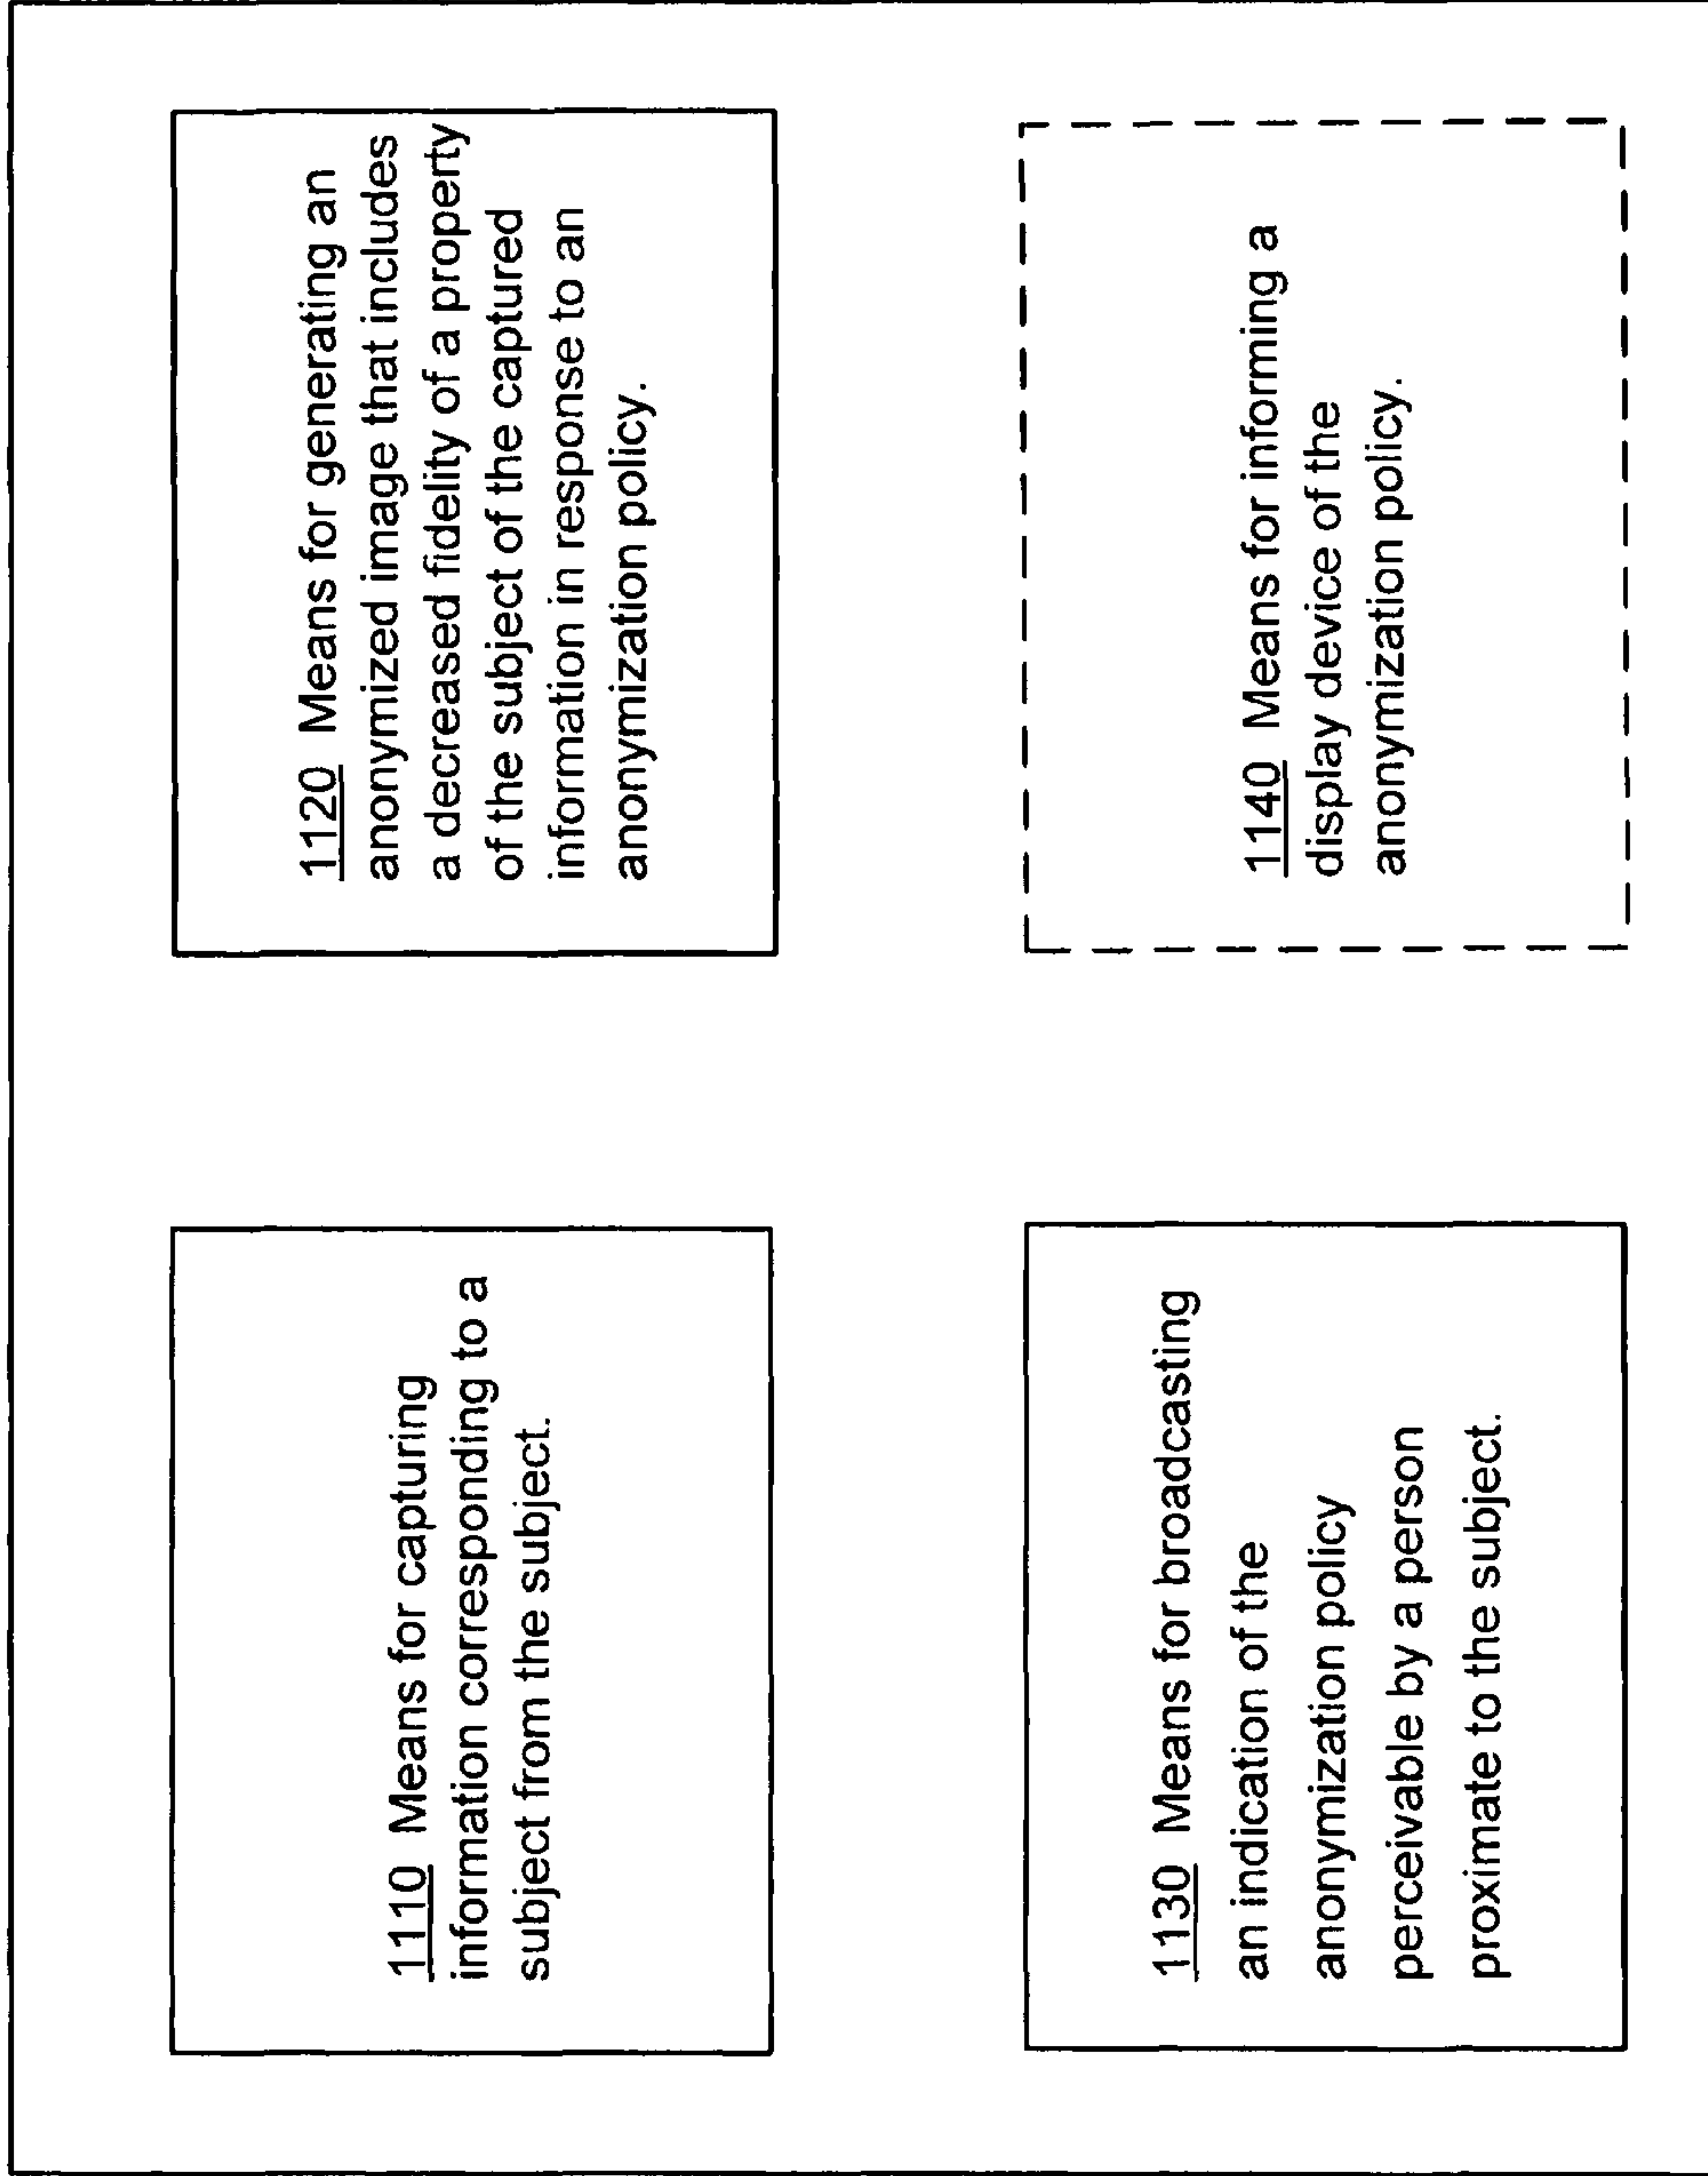 1110 Means for capturing
information corresponding to a
subject from the subject.
1120 Means for generating an
anonymized image that includes
a decreased fidelity of a property
of the subject of the captured
information in response to an
anonymization policy.
1130 Means for broadcasting
an indication of the
anonymization policy
perceivable by a person
proximate to the subject.
1140 Means for informing a
display device of the
anonymization policy.